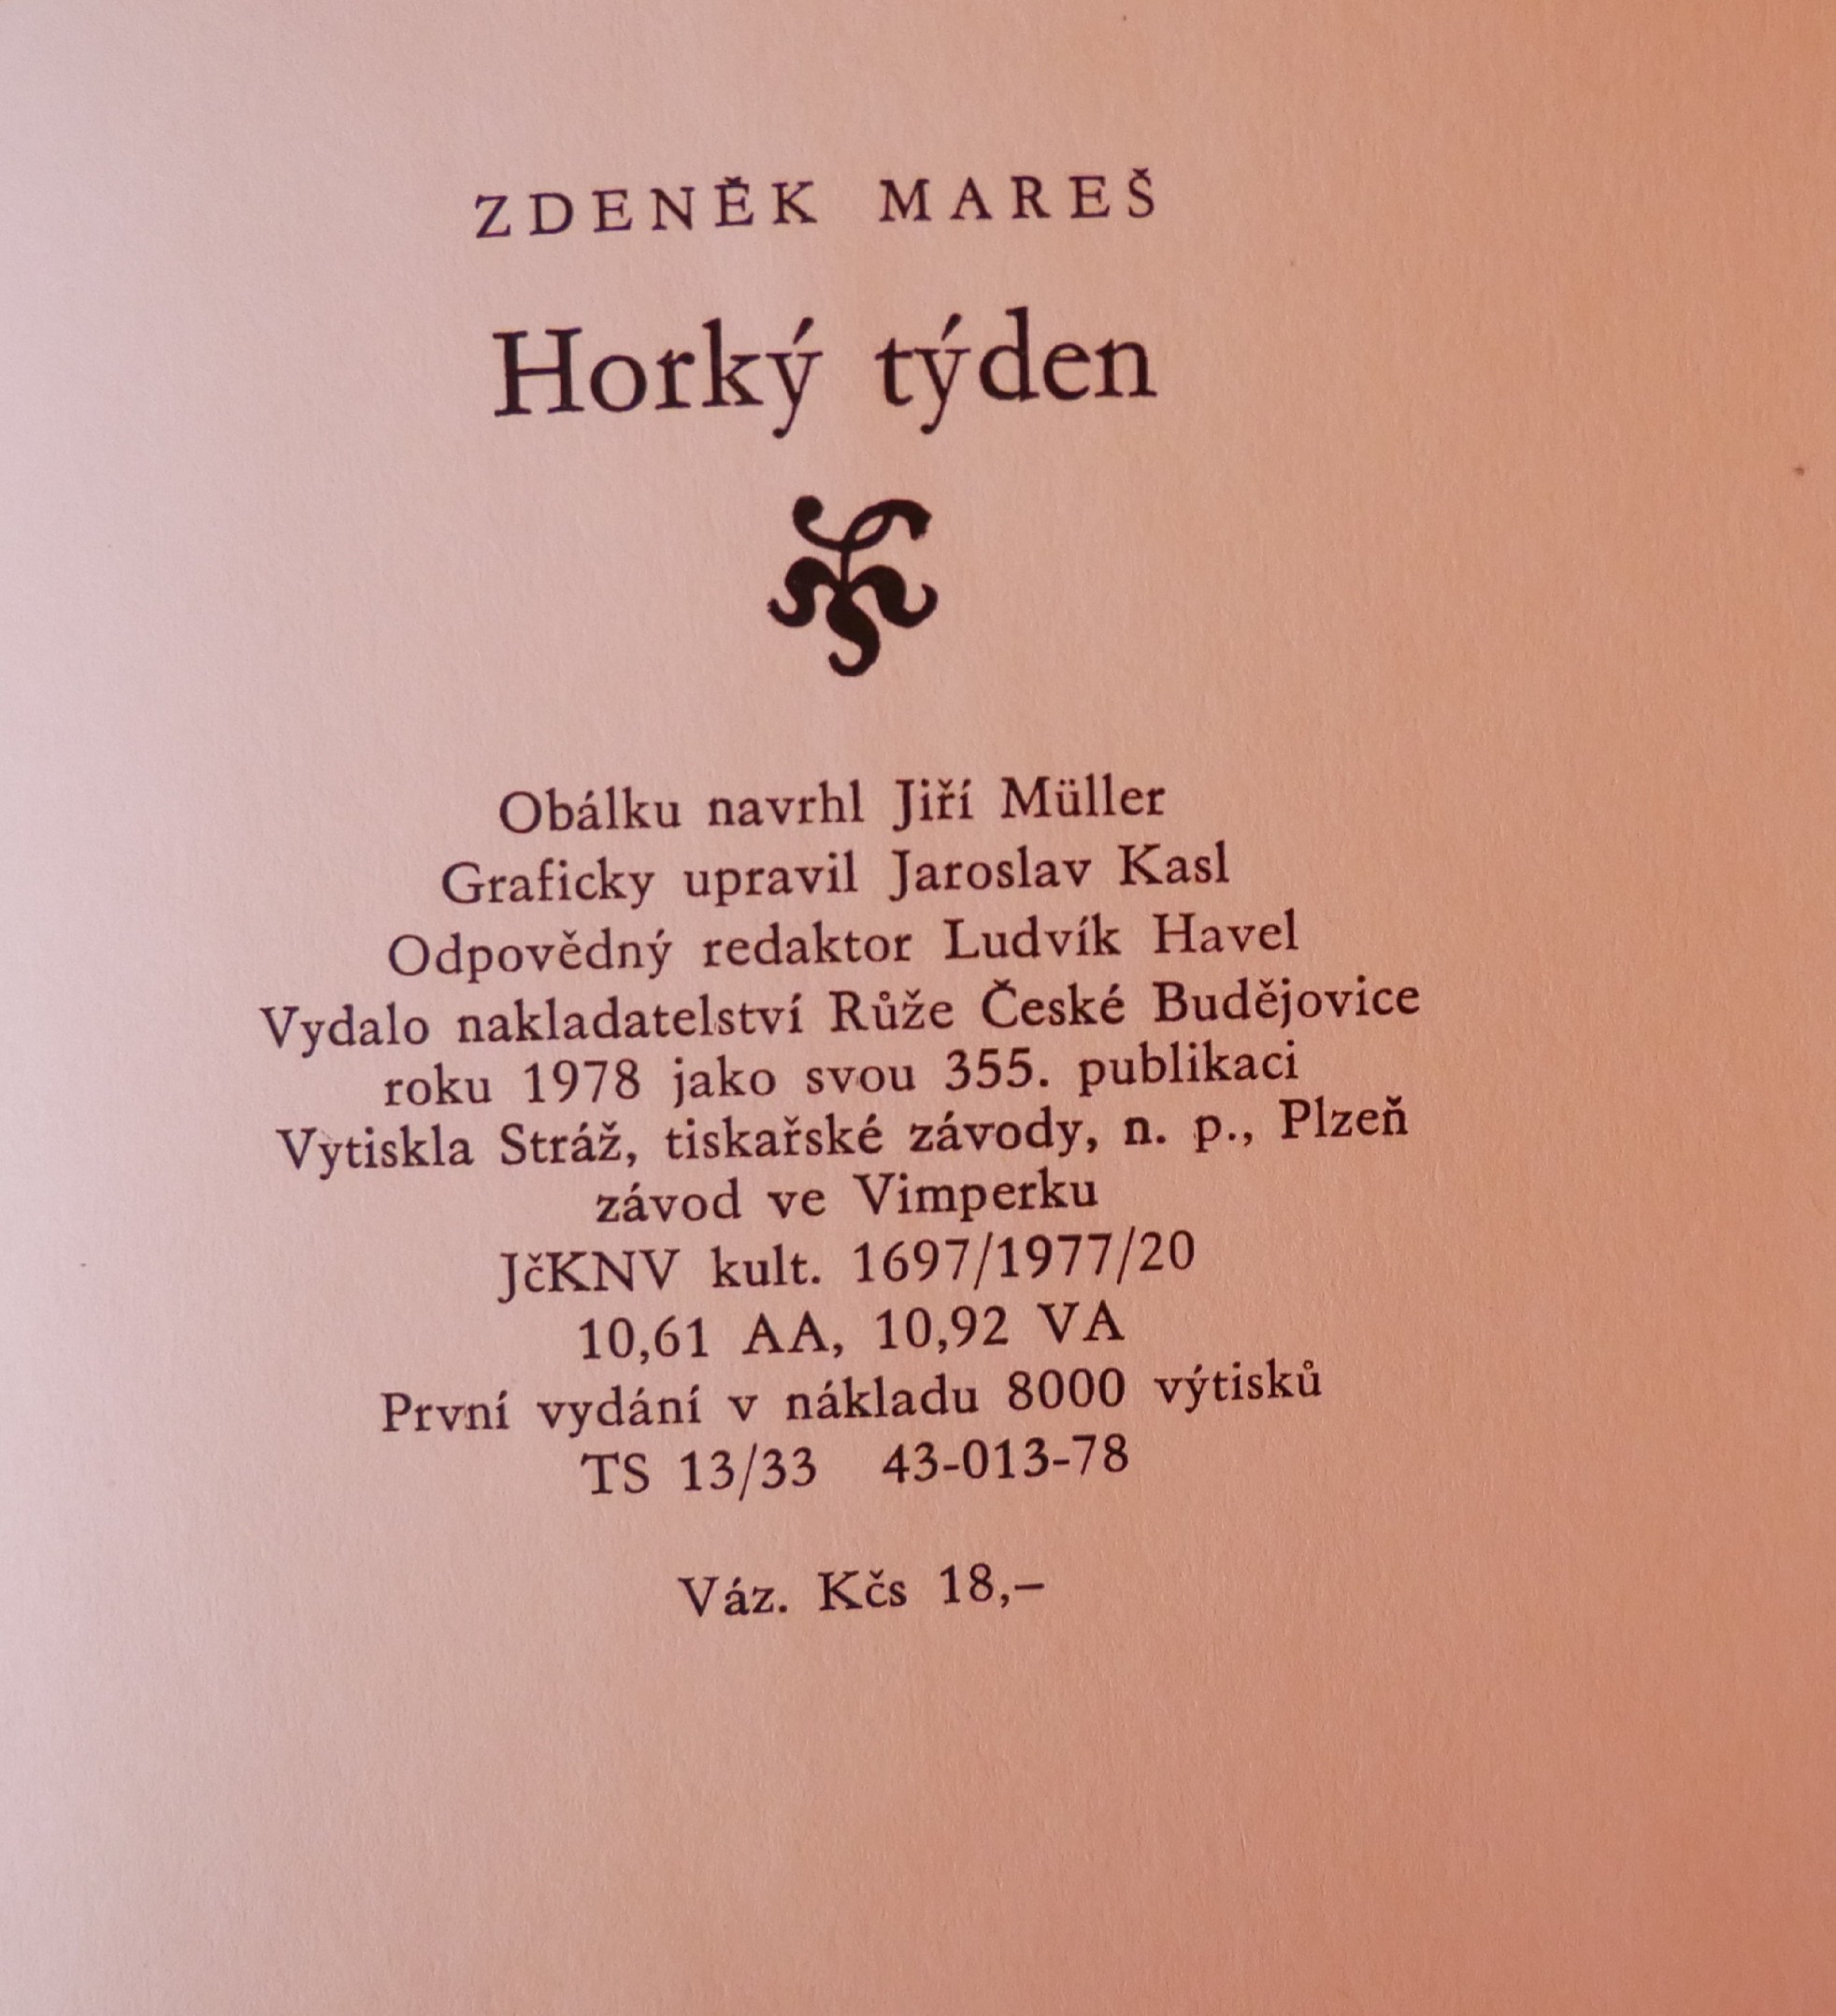 ZDENĚK MAREŠ
Horký týden
Obálku navrhl Jiří Müller
Graficky upravil Jaroslav Kasl
Odpovědný redaktor Ludvík Havel
Vydalo nakladatelství Růže České Budějovice
roku 1978 jako svou 355. publikaci
Vytiskla Stráž, tiskařské závody, n. p., Plzeň
závod ve Vimperku
JčKNV kult. 1697/1977/20
10,61 AA, 10,92 VA
První vydání v nákladu 8000 výtisků
TS 13/33 43-013-78
Váz. Kčs 18,–